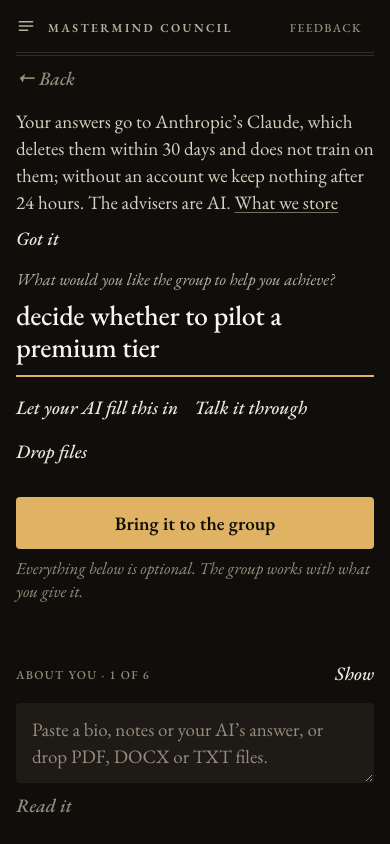 MASTERMIND COUNCIL FEEDBACK
← Back
Your answers go to Anthropic’s Claude, which
deletes them within 30 days and does not train on
them; without an account we keep nothing after
24 hours. The advisers are AI. What we store
Got it
What would you like the group to help you achieve?
decide whether to pilot a
premium tier
Let your AI fill this in Talk it through
Drop files
Bring it to the group
Everything below is optional. The group works with what
you give it.
ABOUT YOU · 1 OF 6 Show
Paste a bio, notes or your AI’s answer, or
drop PDF, DOCX or TXT files.
Read it